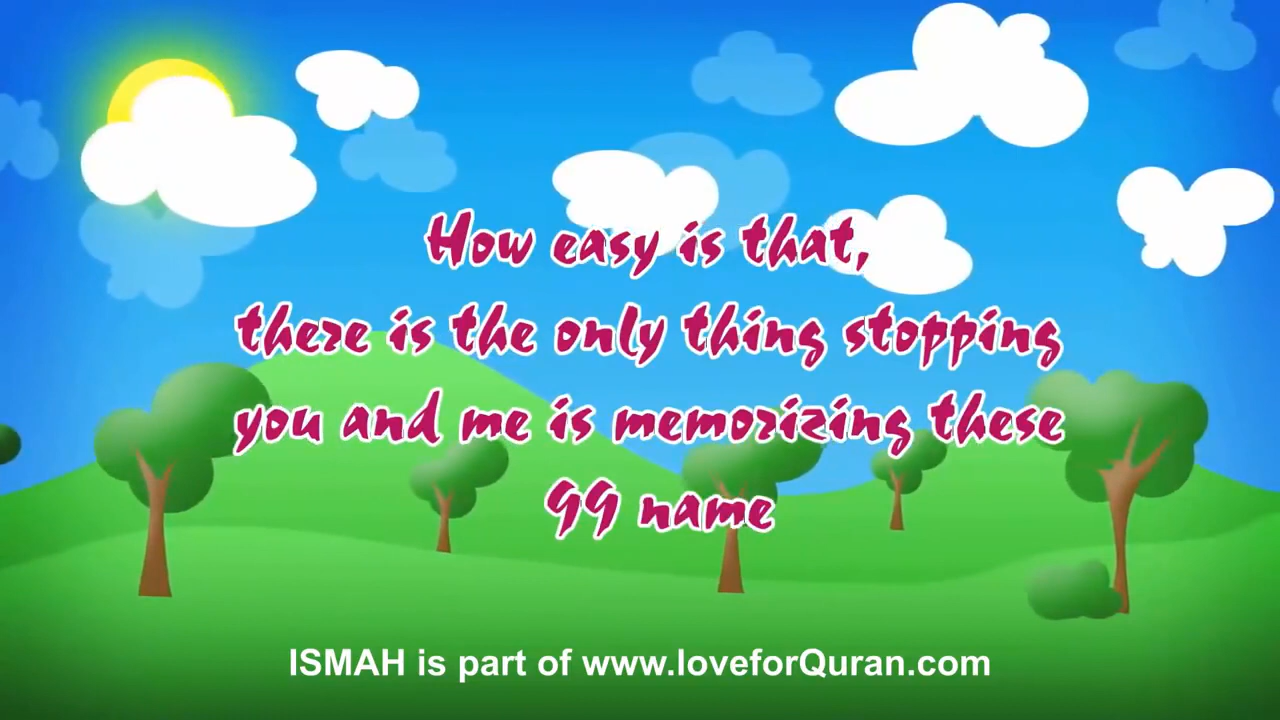 How easy is that,
there is the only thing stopping
you and me is memorizing these
99 name
ISMAH is part of www.loveforQuran.com